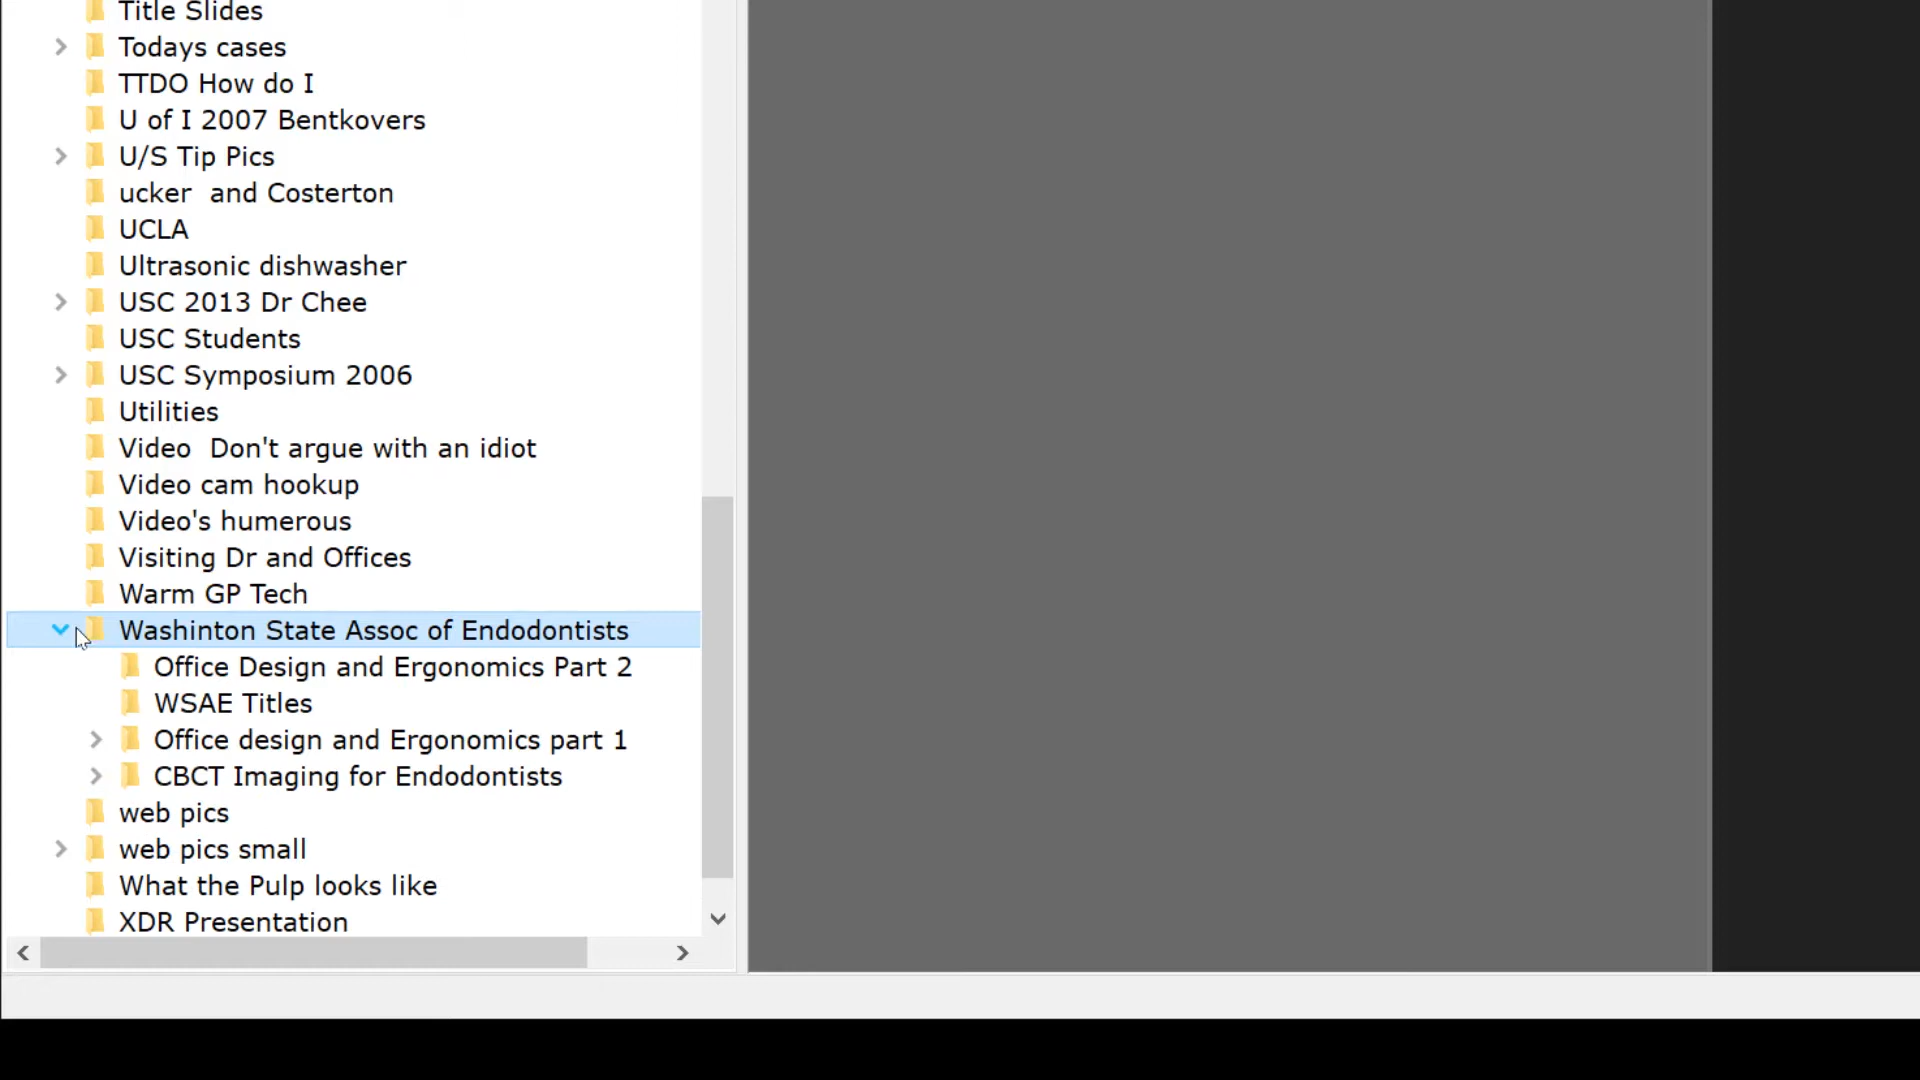 Title Slides
Todays cases
TTDO How do I
U of I 2007 Bentkovers
U/S Tip Pics
ucker  and Costerton
UCLA
Ultrasonic dishwasher
USC 2013 Dr Chee
USC Students
USC Symposium 2006
Utilities
Video  Don't argue with an idiot
Video cam hookup
Video's humerous
Visiting Dr and Offices
Warm GP Tech
Washinton State Assoc of Endodontists
Office Design and Ergonomics Part 2
WSAE Titles
Office design and Ergonomics part 1
CBCT Imaging for Endodontists
web pics
web pics small
What the Pulp looks like
XDR Presentation